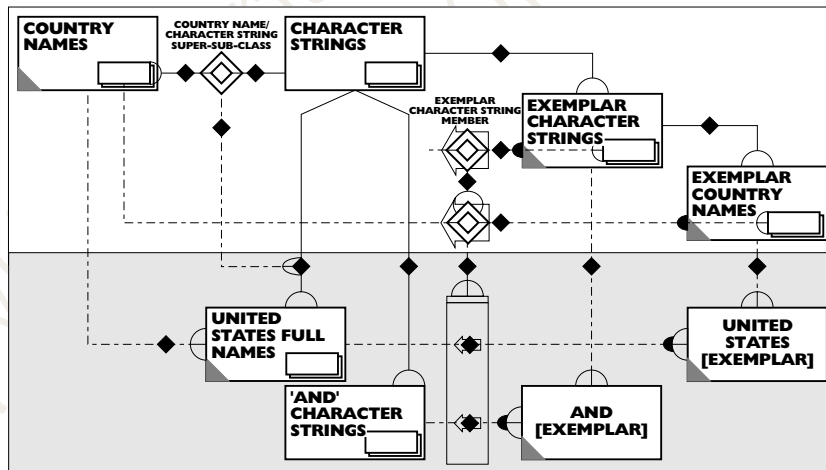 COUNTRY
NAMES
COUNTRY NAME/
CHARACTER STRING
SUPER-SUB-CLASS
CHARACTER
STRINGS
EXEMPLAR
CHARACTER STRING
MEMBER
EXEMPLAR
CHARACTER
STRINGS
EXEMPLAR
COUNTRY
NAMES
UNITED
STATES FULL
NAMES
UNITED
STATES
[EXEMPLAR]
'AND'
CHARACTER
STRINGS
AND
[EXEMPLAR]